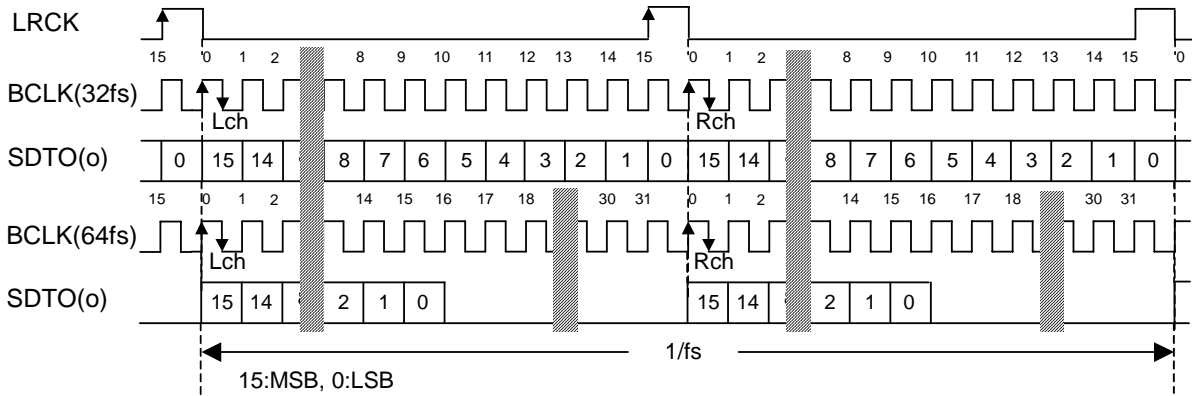 LRCK
15 0 1 2 8 9 10 11 12 13 14 15 0 1 2 8 9 10 11 12 13 14 15 0
BCLK(32fs)
Lch Rch
SDTO(o) 0 15 14 8 7 6 5 4 3 2 1 0 15 14 8 7 6 5 4 3 2 1 0
15 0 1 2 14 15 16 17 18 30 31 0 1 2 14 15 16 17 18 30 31
BCLK(64fs)
Lch Rch
SDTO(o) 15 14 2 1 0 15 14 2 1 0
1/fs
15:MSB, 0:LSB